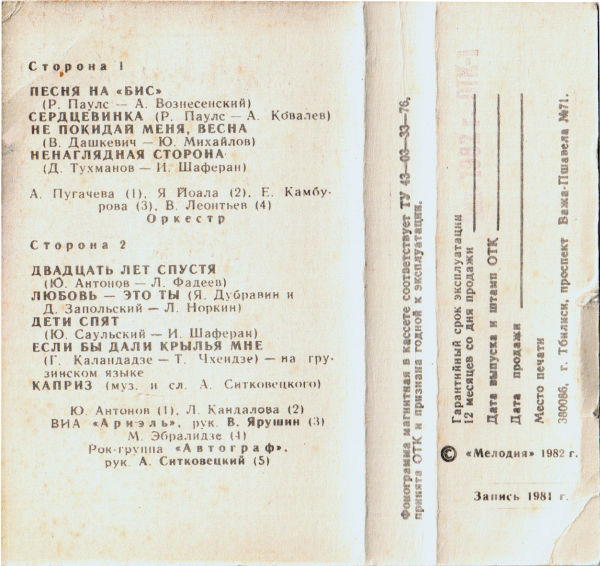 Сторона 1
ПЕСНЯ НА «БИС»
(Р. Паулс — А. Вознесенский)
СЕРДЦЕВИНКА (Р. Паулс — А. Ковалев)
НЕ ПОКИДАЙ МЕНЯ, ВЕСНА
(В. Дашкевич — Ю. Михайлов)
НЕНАГЛЯДНАЯ СТОРОНА
(Д. Тухманов — И. Шаферан)
А. Пугачева (1), Я Йоала (2), Е. Камбу-
рова (3), В. Леонтьев (4)
Оркестр
Сторона 2
ДВАДЦАТЬ ЛЕТ СПУСТЯ
(Ю. Антонов — Л. Фадеев)
ЛЮБОВЬ — ЭТО ТЫ (Я. Дубравин и
Д. Запольский — Л. Норкин)
ДЕТИ СПЯТ
(Ю. Саульский — И. Шаферан)
ЕСЛИ БЫ ДАЛИ КРЫЛЬЯ МНЕ
(Г. Каландадзе — Т. Чхеидзе) — на гру-
зинском языке
КАПРИЗ (муз. и сл. А. Ситковецкого)
Ю. Антонов (1), Л. Кандалова (2)
ВИА «Ариэль», рук. В. Ярушин (3)
М. Эбралидзе (4)
Рок-группа «Автограф»,
рук. А. Ситковецкий (5)
Фонограмма магнитная в кассете соответствует ТУ 43—03—33—76,
принята ОТК и признана годной к эксплуатации.
Гарантийный срок эксплуатации
12 месяцев со дня продажи
Дата выпуска и штамп ОТК
Дата продажи
Место печати
380086, г. Тбилиси, проспект Важа-Пшавела №71.
© «Мелодия» 1982 г.
Запись 1981 г.